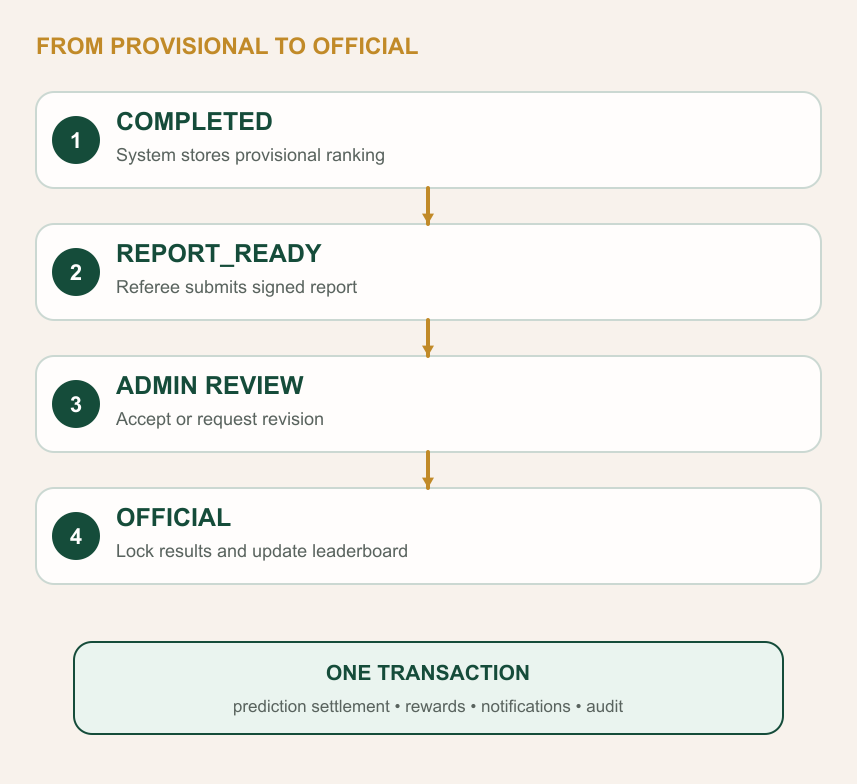 FROM PROVISIONAL TO OFFICIAL
1
COMPLETED
System stores provisional ranking
2
REPORT_READY
Referee submits signed report
3
ADMIN REVIEW
Accept or request revision
4
OFFICIAL
Lock results and update leaderboard
ONE TRANSACTION
prediction settlement • rewards • notifications • audit